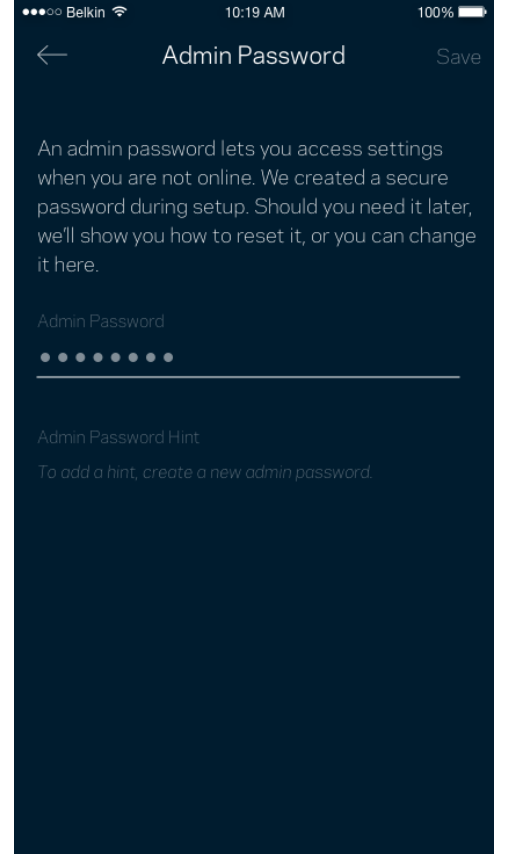 Belkin 10:19 AM 100%
Admin Password Save
An admin password lets you access settings
when you are not online. We created a secure
password during setup. Should you need it later,
we'll show you how to reset it, or you can change
it here.
Admin Password
••••••••
Admin Password Hint
To add a hint, create a new admin password.